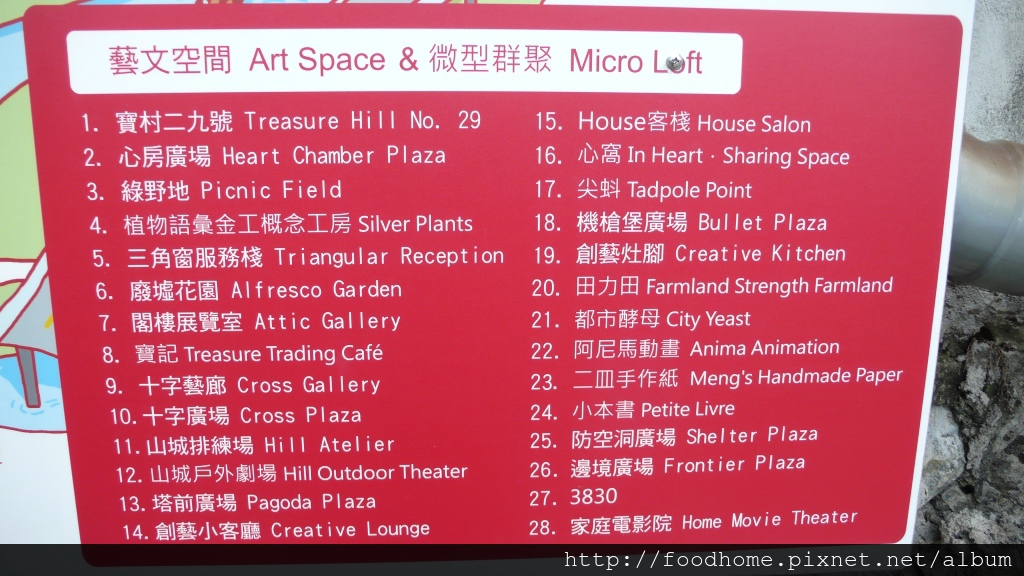 藝文空間 Art Space & 微型群聚 Micro Loft
1. 寶村二九號 Treasure Hill No. 29
2. 心房廣場 Heart Chamber Plaza
3. 綠野地 Picnic Field
4. 植物語彙金工概念工房 Silver Plants
5. 三角窗服務棧 Triangular Reception
6. 廢墟花園 Alfresco Garden
7. 閣樓展覽室 Attic Gallery
8. 寶記 Treasure Trading Café
9. 十字藝廊 Cross Gallery
10. 十字廣場 Cross Plaza
11. 山城排練場 Hill Atelier
12. 山城戶外劇場 Hill Outdoor Theater
13. 塔前廣場 Pagoda Plaza
14. 創藝小客廳 Creative Lounge
15. House客棧 House Salon
16. 心窩 In Heart · Sharing Space
17. 尖蚪 Tadpole Point
18. 機槍堡廣場 Bullet Plaza
19. 創藝灶腳 Creative Kitchen
20. 田力田 Farmland Strength Farmland
21. 都市酵母 City Yeast
22. 阿尼馬動畫 Anima Animation
23. 二皿手作紙 Meng's Handmade Paper
24. 小本書 Petite Livre
25. 防空洞廣場 Shelter Plaza
26. 邊境廣場 Frontier Plaza
27. 3830
28. 家庭電影院 Home Movie Theater
http://foodhome.pixnet.net/album